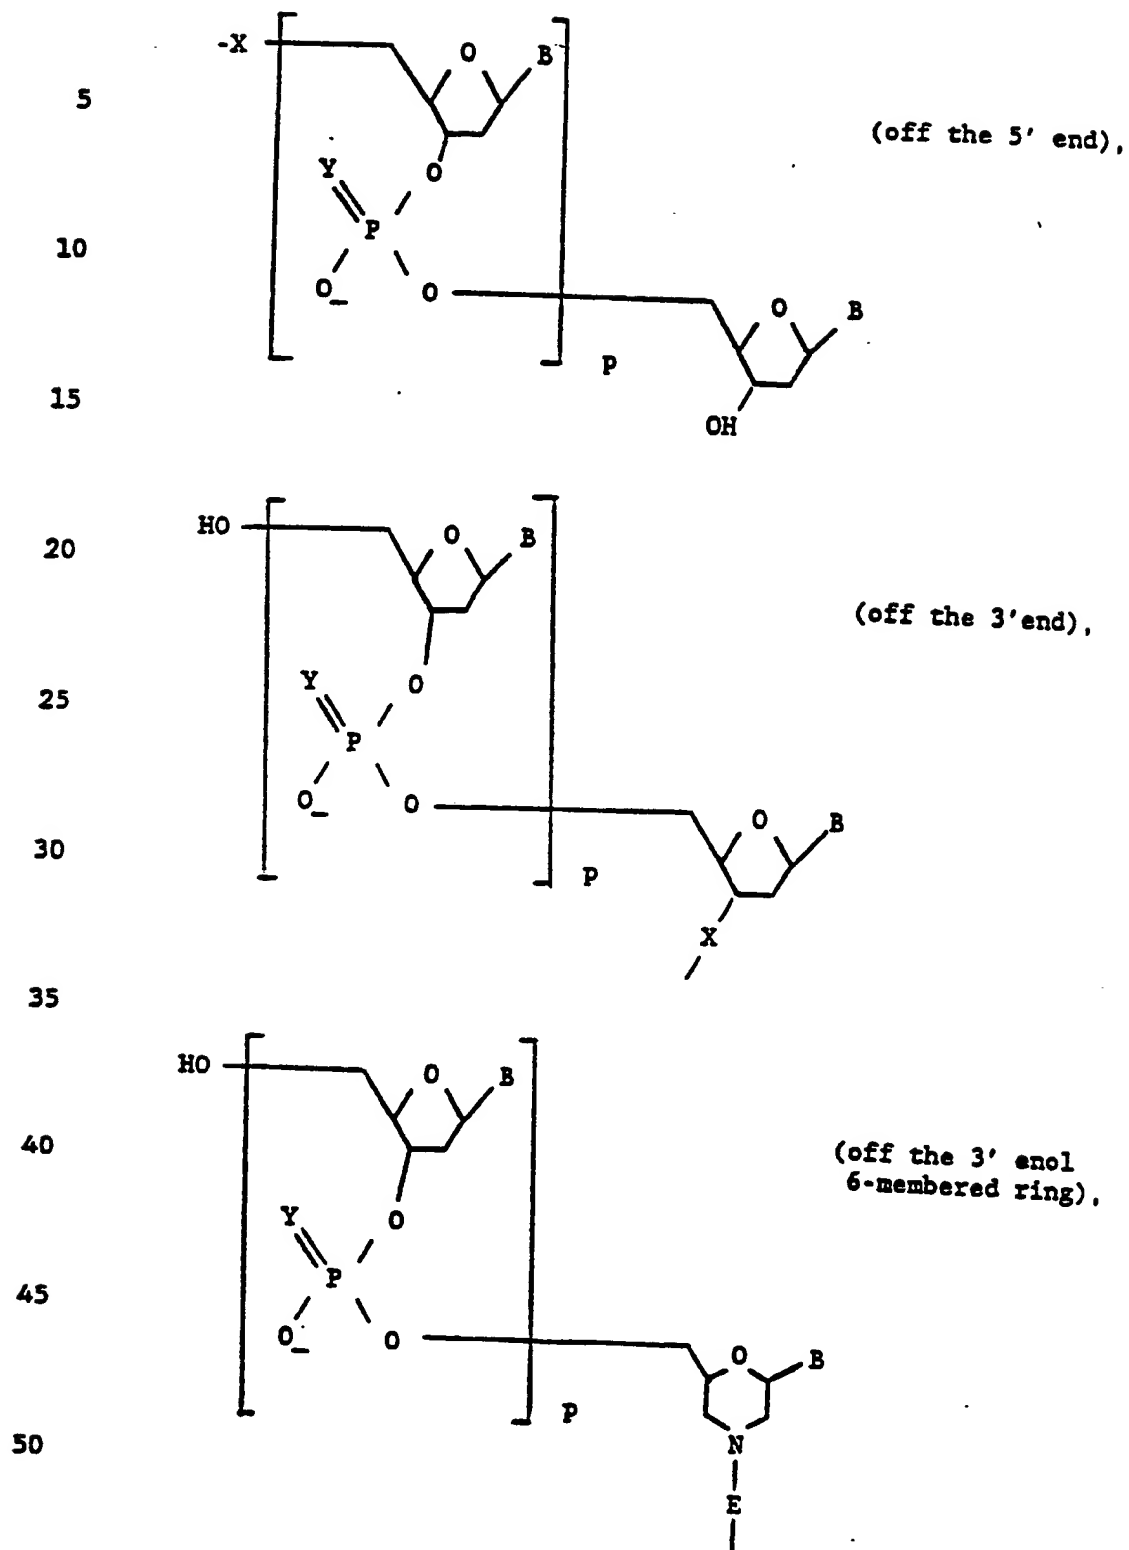 -X O B
5
(off the 5' end),
Y O
P
10
O_ O O B
P
15
OH
HO O B
20
(off the 3'end),
Y O
25
P
O_ O O B
30
P
X
35
HO O B
40
(off the 3' enol
6-membered ring),
Y O
P
45
O_ O O B
P
50
N
E